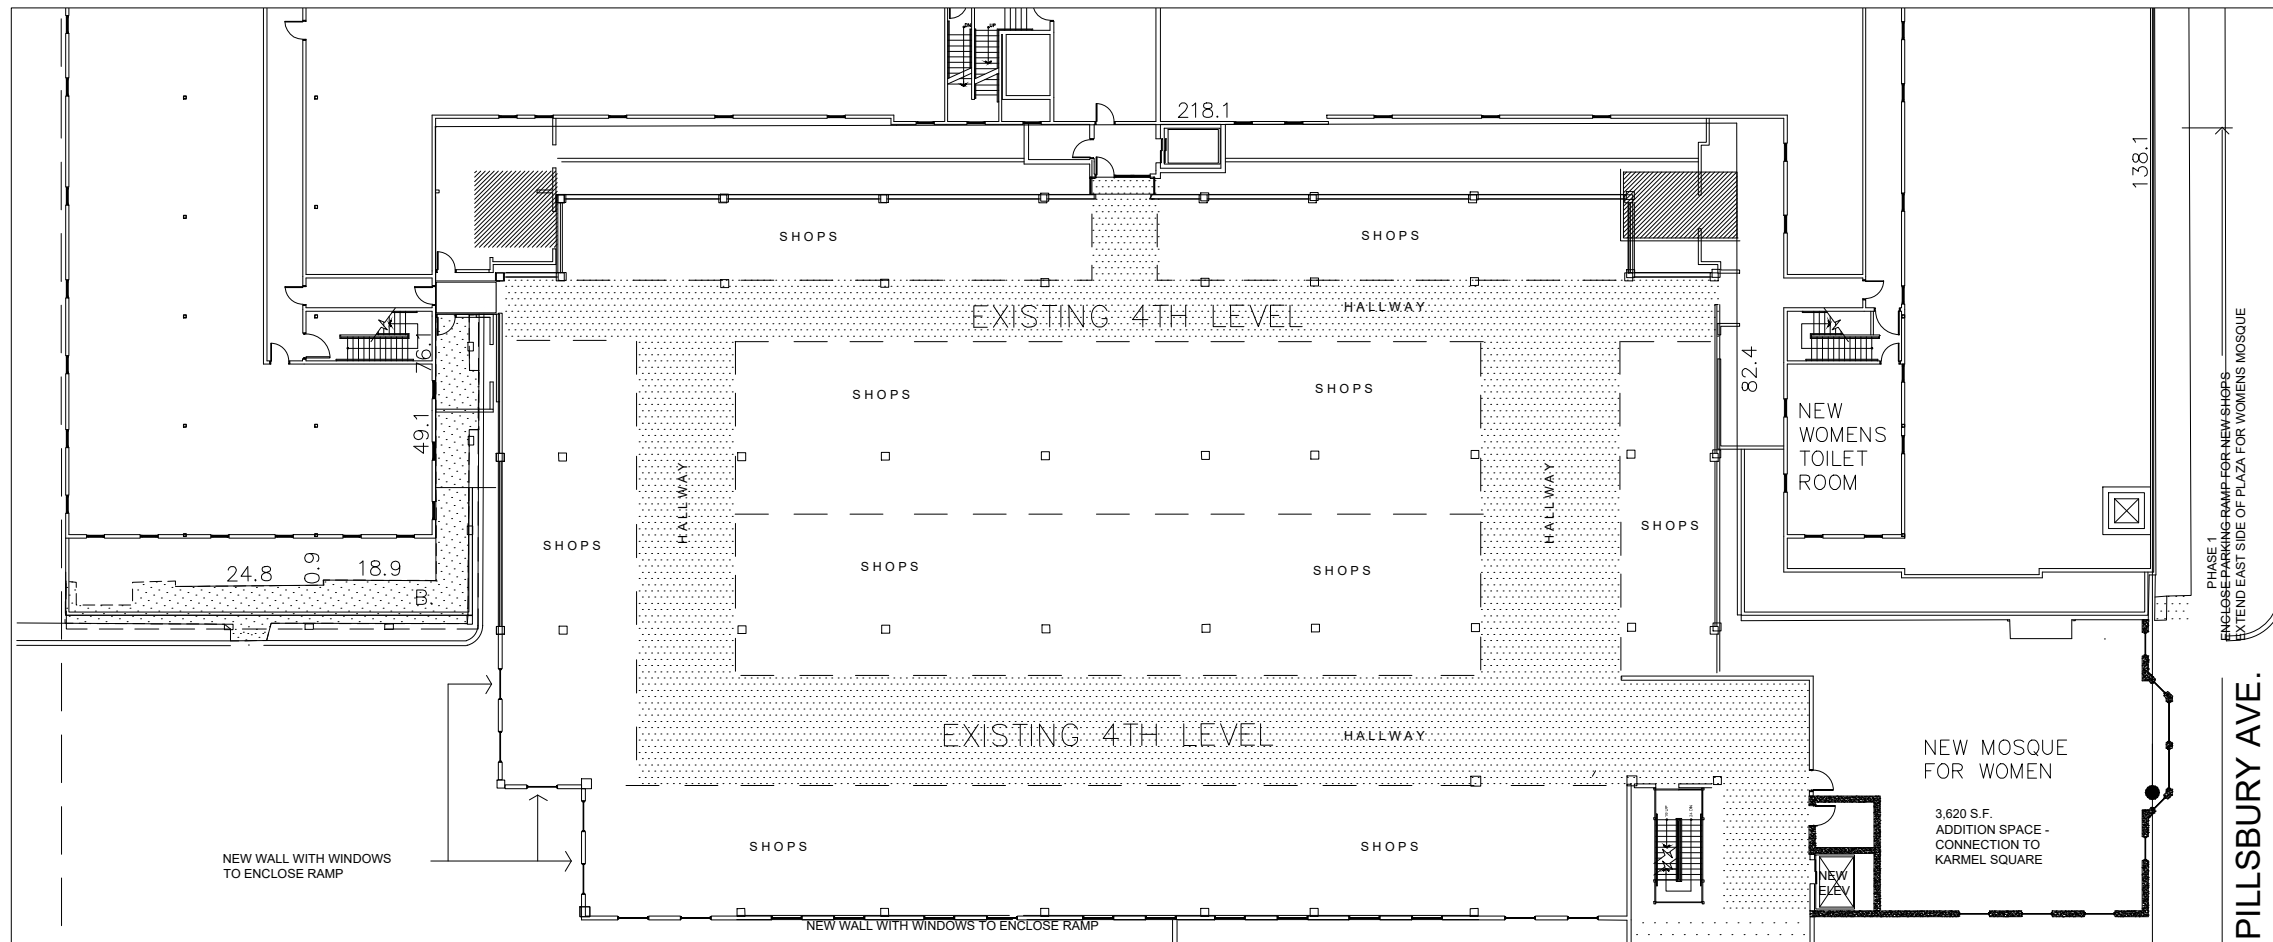 218.1
138.1
SHOPS
SHOPS
EXISTING 4TH LEVEL
HALLWAY
76.1
82.4
SHOPS
SHOPS
49.1
NEW
WOMENS
TOILET
ROOM
HALLWAY
HALLWAY
SHOPS
SHOPS
SHOPS
SHOPS
24.8
0.9
18.9
B.
PHASE 1
ENCLOSE PARKING RAMP FOR NEW SHOPS
EXTEND EAST SIDE OF PLAZA FOR WOMENS MOSQUE
EXISTING 4TH LEVEL
HALLWAY
NEW MOSQUE
FOR WOMEN
3,620 S.F.
ADDITION SPACE -
CONNECTION TO
KARMEL SQUARE
PILLSBURY AVE.
SHOPS
SHOPS
NEW WALL WITH WINDOWS
TO ENCLOSE RAMP
NEW
ELEV
NEW WALL WITH WINDOWS TO ENCLOSE RAMP